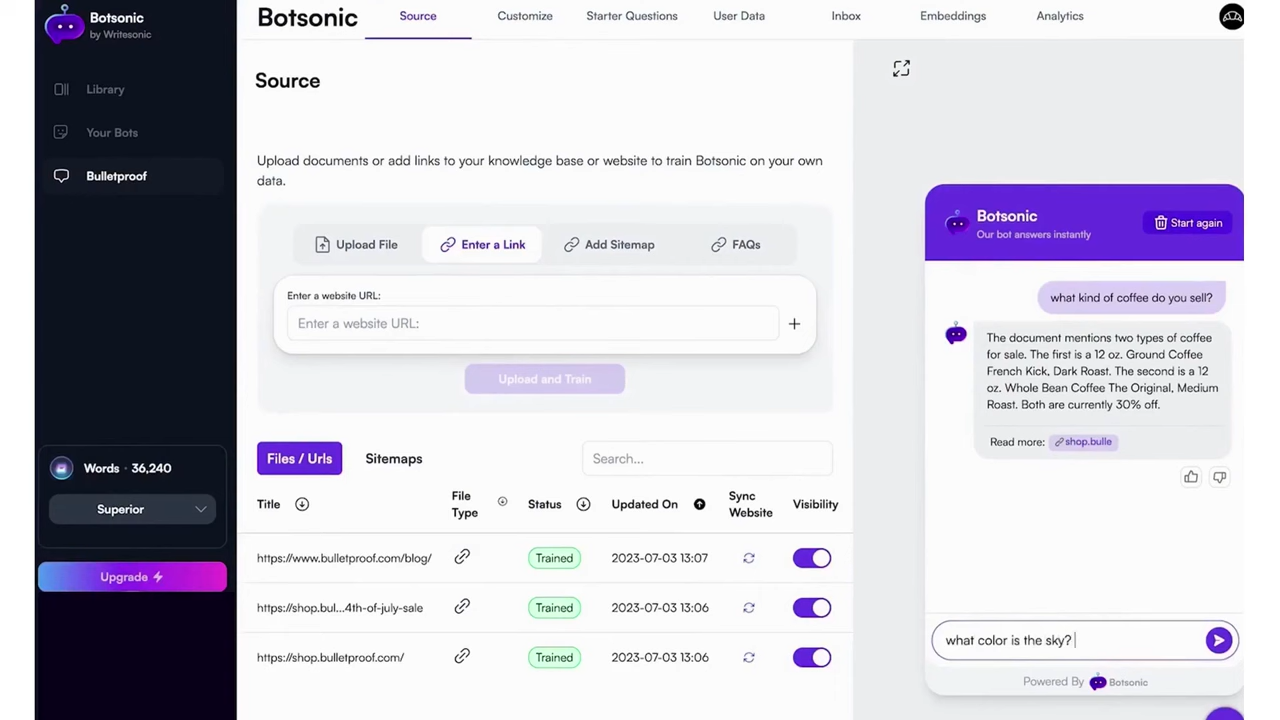 Botsonic
by Writesonic
Library
Your Bots
Bulletproof
Words · 36,240
Superior
Upgrade
Botsonic
Source
Customize
Starter Questions
User Data
Inbox
Embeddings
Analytics
Source
Upload documents or add links to your knowledge base or website to train Botsonic on your own
data.
Upload File
Enter a Link
Add Sitemap
FAQs
Enter a website URL:
Enter a website URL:
Upload and Train
Files / Urls
Sitemaps
Search...
Title
File
Type
Status
Updated On
Sync
Website
Visibility
https://www.bulletproof.com/blog/
Trained
2023-07-03 13:07
https://shop.bul...4th-of-july-sale
Trained
2023-07-03 13:06
https://shop.bulletproof.com/
Trained
2023-07-03 13:06
Botsonic
Our bot answers instantly
Start again
what kind of coffee do you sell?
The document mentions two types of coffee
for sale. The first is a 12 oz. Ground Coffee
French Kick, Dark Roast. The second is a 12
oz. Whole Bean Coffee The Original, Medium
Roast. Both are currently 30% off.
Read more: shop.bulle
what color is the sky?
Powered By Botsonic